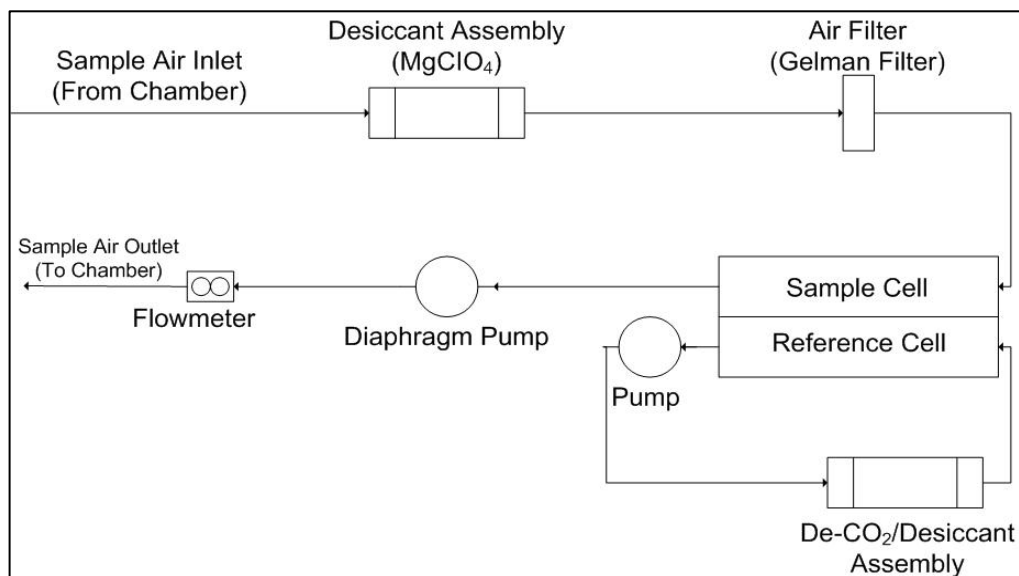 Desiccant Assembly
(MgClO₄)
Air Filter
(Gelman Filter)
Sample Air Inlet
(From Chamber)
Sample Air Outlet
(To Chamber)
Flowmeter
Diaphragm Pump
Sample Cell
Reference Cell
Pump
De-CO₂/Desiccant
Assembly